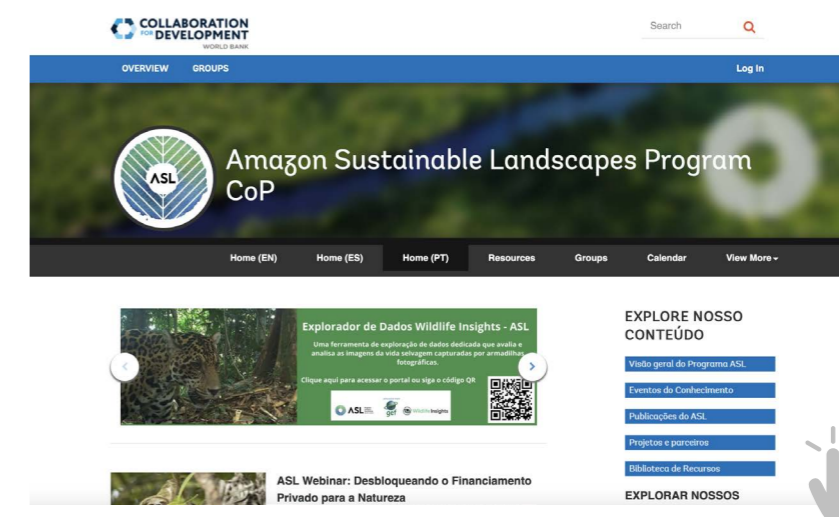 COLLABORATION
FOR DEVELOPMENT
WORLD BANK
Search
OVERVIEW GROUPS Log In
ASL
Amazon Sustainable Landscapes Program
CoP
Home (EN) Home (ES) Home (PT) Resources Groups Calendar View More
Explorador de Dados Wildlife Insights - ASL
Uma ferramenta de exploração de dados dedicada que avalia e
analisa as imagens da vida selvagem capturadas por armadilhas
fotográficas.
Clique aqui para acessar o portal ou siga o código QR
ASL gef Wildlife Insights
ASL Webinar: Desbloqueando o Financiamento
Privado para a Natureza
EXPLORE NOSSO
CONTEÚDO
Visão geral do Programa ASL
Eventos do Conhecimento
Publicações do ASL
Projetos e parceiros
Biblioteca de Recursos
EXPLORAR NOSSOS